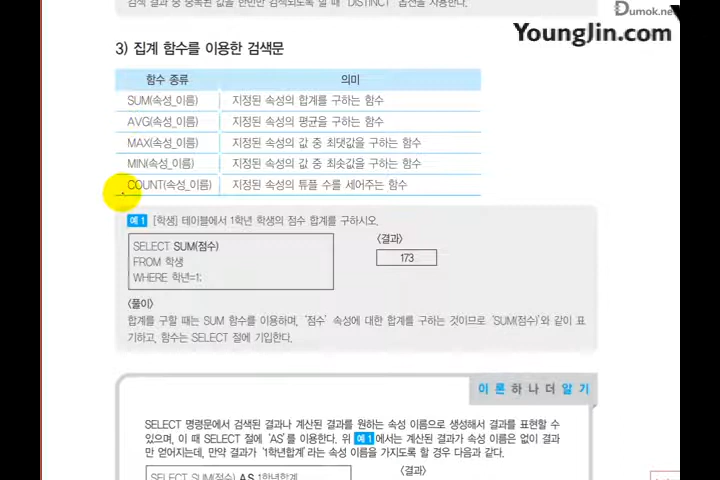 검색 결과 중 중복된 값을 한번만 검색되도록 할 때 'DISTINCT' 옵션을 사용한다.
Dumok.ne
YoungJin.com
3) 집계 함수를 이용한 검색문
함수 종류 의미
SUM(속성_이름) 지정된 속성의 합계를 구하는 함수
AVG(속성_이름) 지정된 속성의 평균을 구하는 함수
MAX(속성_이름) 지정된 속성의 값 중 최댓값을 구하는 함수
MIN(속성_이름) 지정된 속성의 값 중 최솟값을 구하는 함수
COUNT(속성_이름) 지정된 속성의 튜플 수를 세어주는 함수
예 1 [학생] 테이블에서 1학년 학생의 점수 합계를 구하시오.
SELECT SUM(점수)
FROM 학생
WHERE 학년=1;
<결과>
173
<풀이>
합계를 구할 때는 SUM 함수를 이용하며, '점수' 속성에 대한 합계를 구하는 것이므로 'SUM(점수)'와 같이 표
기하고, 함수는 SELECT 절에 기입한다.
이 론 하 나 더 알 기
SELECT 명령문에서 검색된 결과나 계산된 결과를 원하는 속성 이름으로 생성해서 결과를 표현할 수
있으며, 이 때 SELECT 절에 'AS'를 이용한다. 위 예 1 에서는 계산된 결과가 속성 이름은 없이 결과
만 얻어지는데, 만약 결과가 '1학년합계'라는 속성 이름을 가지도록 할 경우 다음과 같다.
SELECT SUM(점수) AS 1학년합계
<결과>